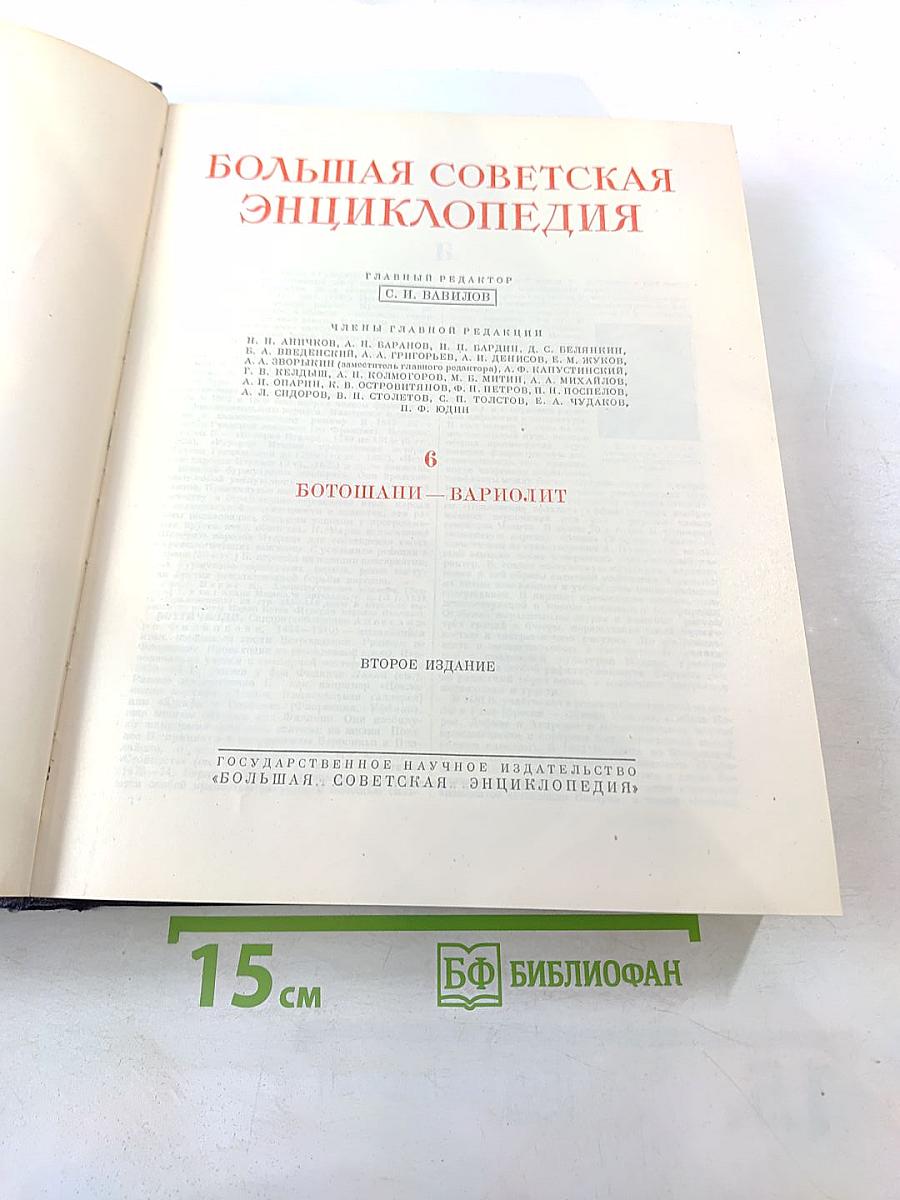 БОЛЬШАЯ СОВЕТСКАЯ
ЭНЦИКЛОПЕДИЯ
ГЛАВНЫЙ РЕДАКТОР
С. И. ВАВИЛОВ
ЧЛЕНЫ ГЛАВНОЙ РЕДАКЦИИ
Н. Н. АНИЧКОВ, А. Н. БАРАНОВ, И. П. БАРДИН, Д. С. БЕЛЯНКИН,
Б. А. ВВЕДЕНСКИЙ, А. А. ГРИГОРЬЕВ, А. И. ДЕНИСОВ, Е. М. ЖУКОВ,
А. А. ЗВОРЫКИН (заместитель главного редактора), А. Ф. КАПУСТИНСКИЙ,
Г. В. КЕЛДЫШ, А. Н. КОЛМОГОРОВ, М. Б. МИТИН, А. А. МИХАЙЛОВ,
А. И. ОПАРИН, К. В. ОСТРОВИТЯНОВ, Ф. Н. ПЕТРОВ, П. Н. ПОСПЕЛОВ,
А. Л. СИДОРОВ, В. Н. СТОЛЕТОВ, С. П. ТОЛСТОВ, Е. А. ЧУДАКОВ,
П. Ф. ЮДИН
6
БОТОШАНИ — ВАРИОЛИТ
ВТОРОЕ ИЗДАНИЕ
ГОСУДАРСТВЕННОЕ НАУЧНОЕ ИЗДАТЕЛЬСТВО
«БОЛЬШАЯ СОВЕТСКАЯ ЭНЦИКЛОПЕДИЯ»
15 см
БФ БИБЛИОФАН